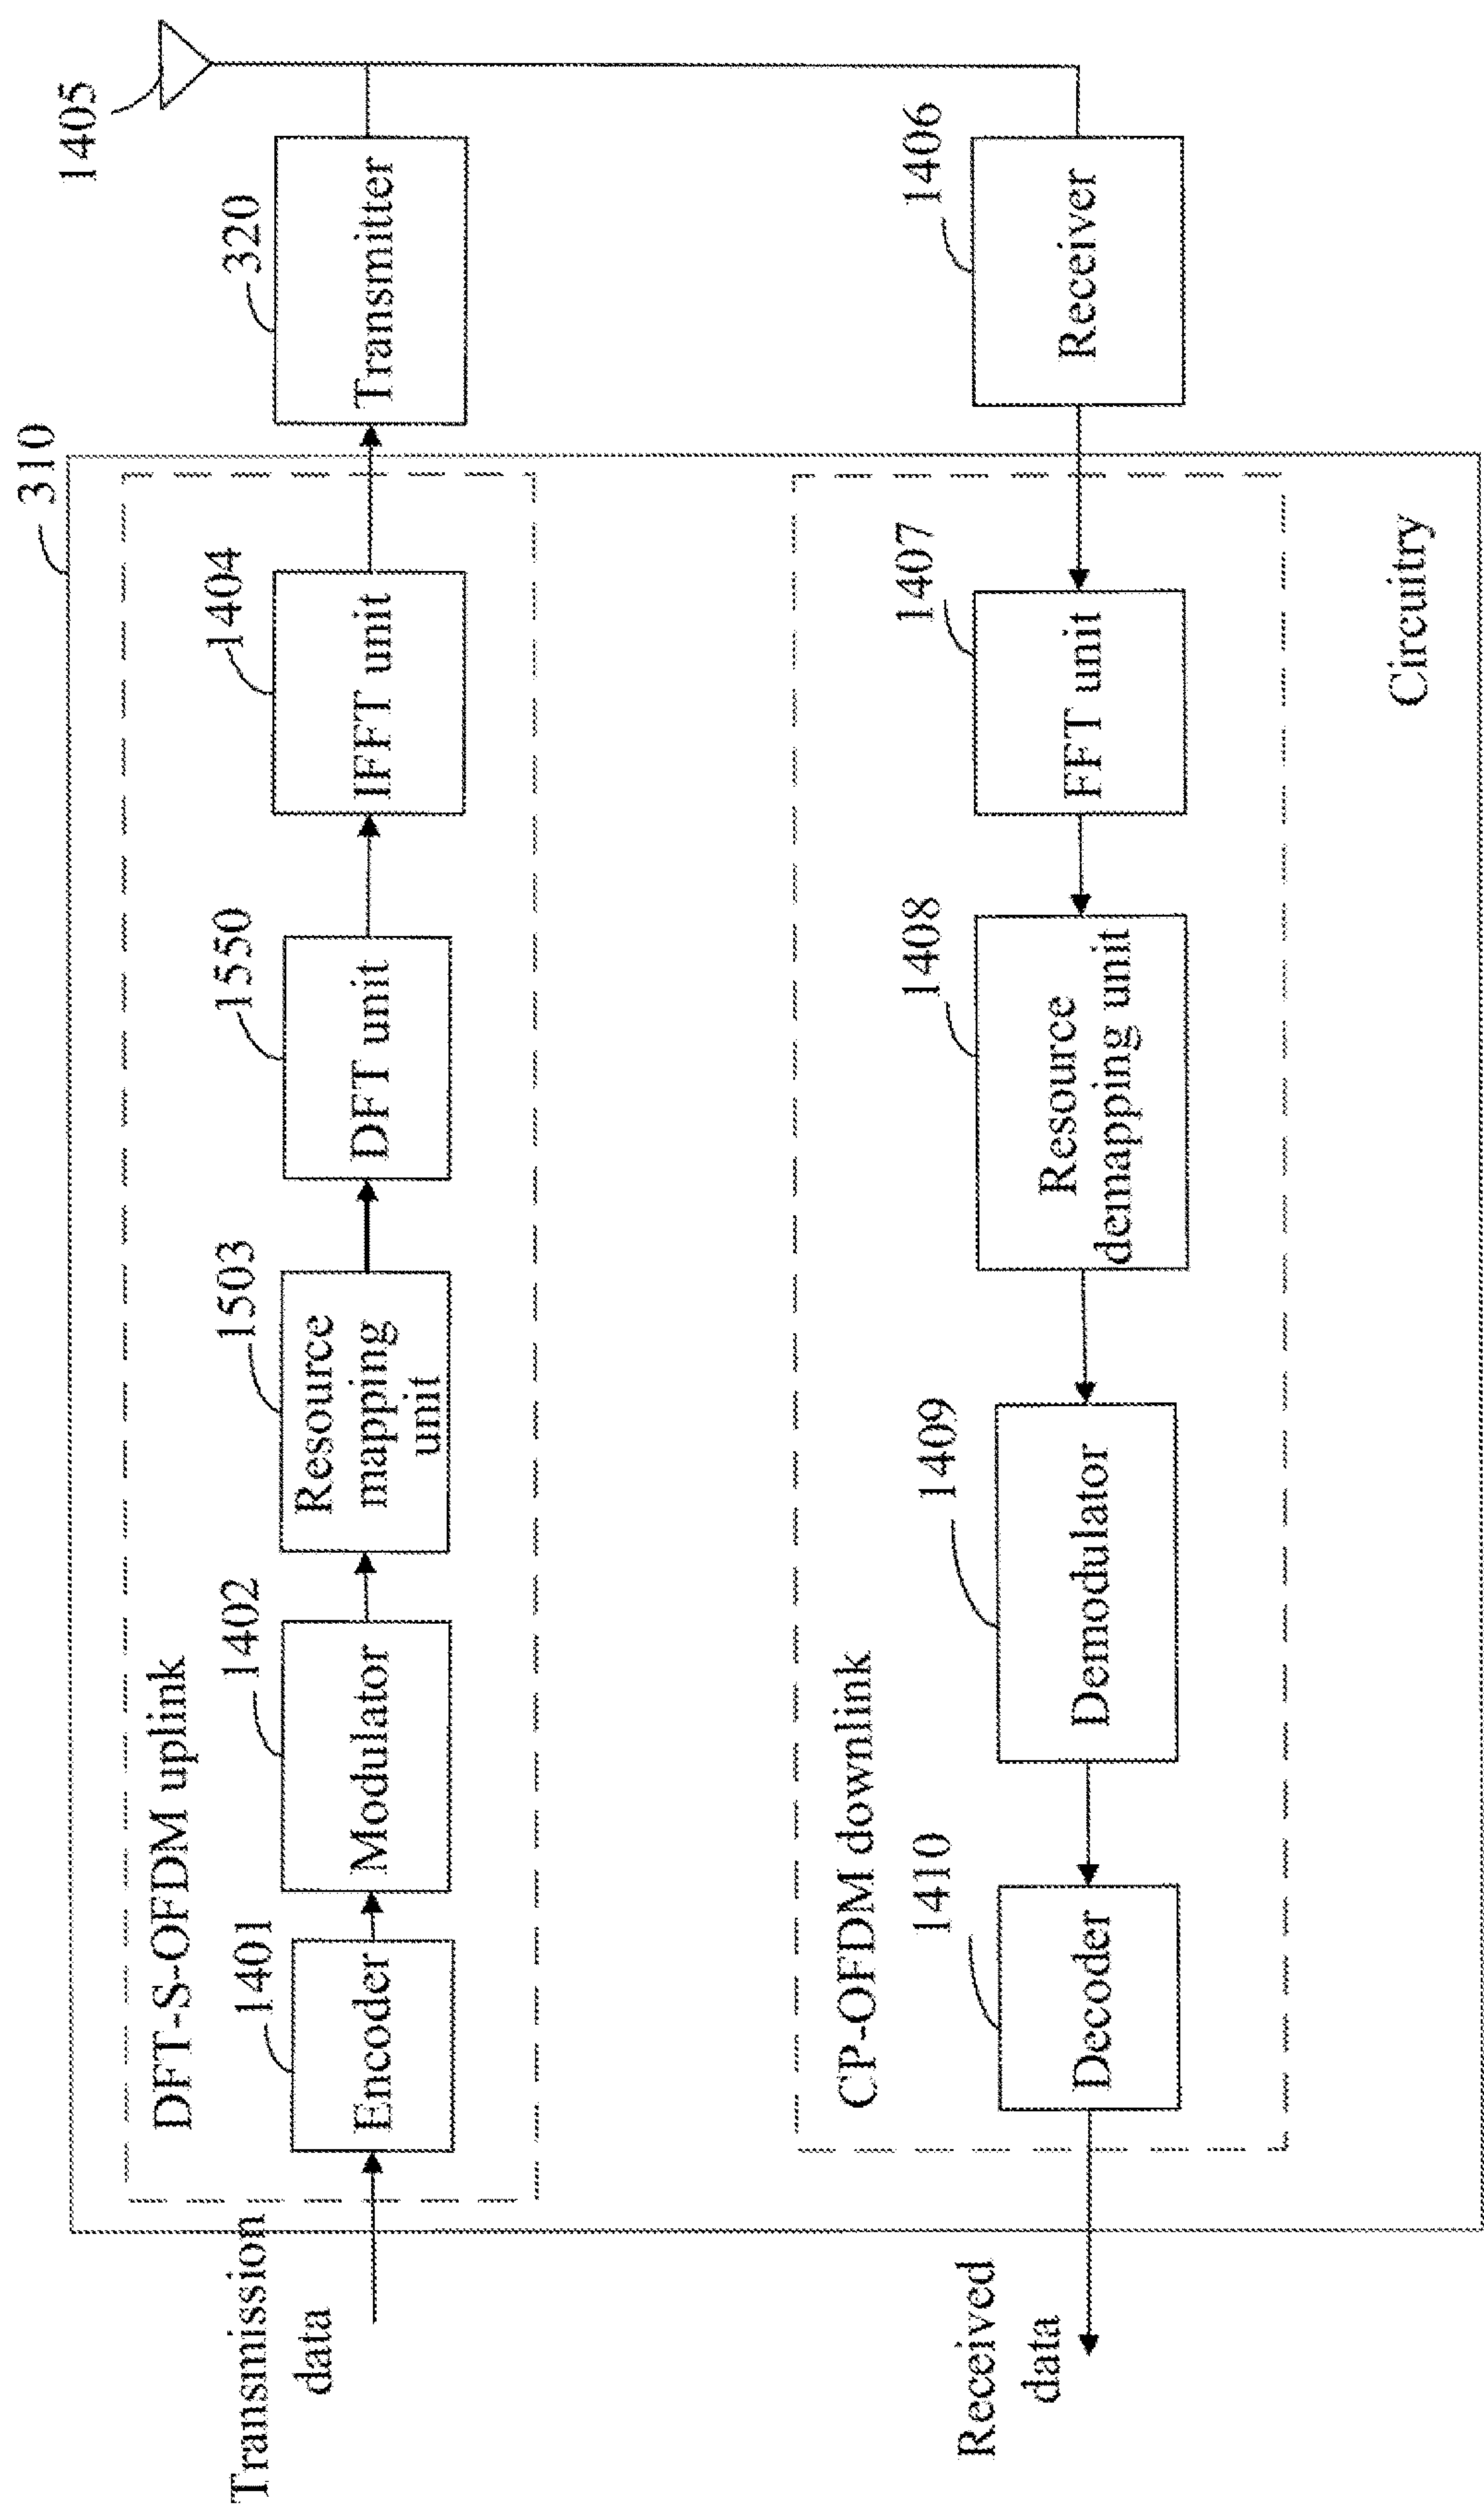 310
DFT-S-OFDM uplink
Transmission
data
1401
Encoder
1402
Modulator
1503
Resource
mapping
unit
1550
DFT unit
1404
IFFT unit
320
Transmitter
1405
CP-OFDM downlink
Received
data
1410
Decoder
1409
Demodulator
1408
Resource
demapping unit
1407
FFT unit
1406
Receiver
Circuitry